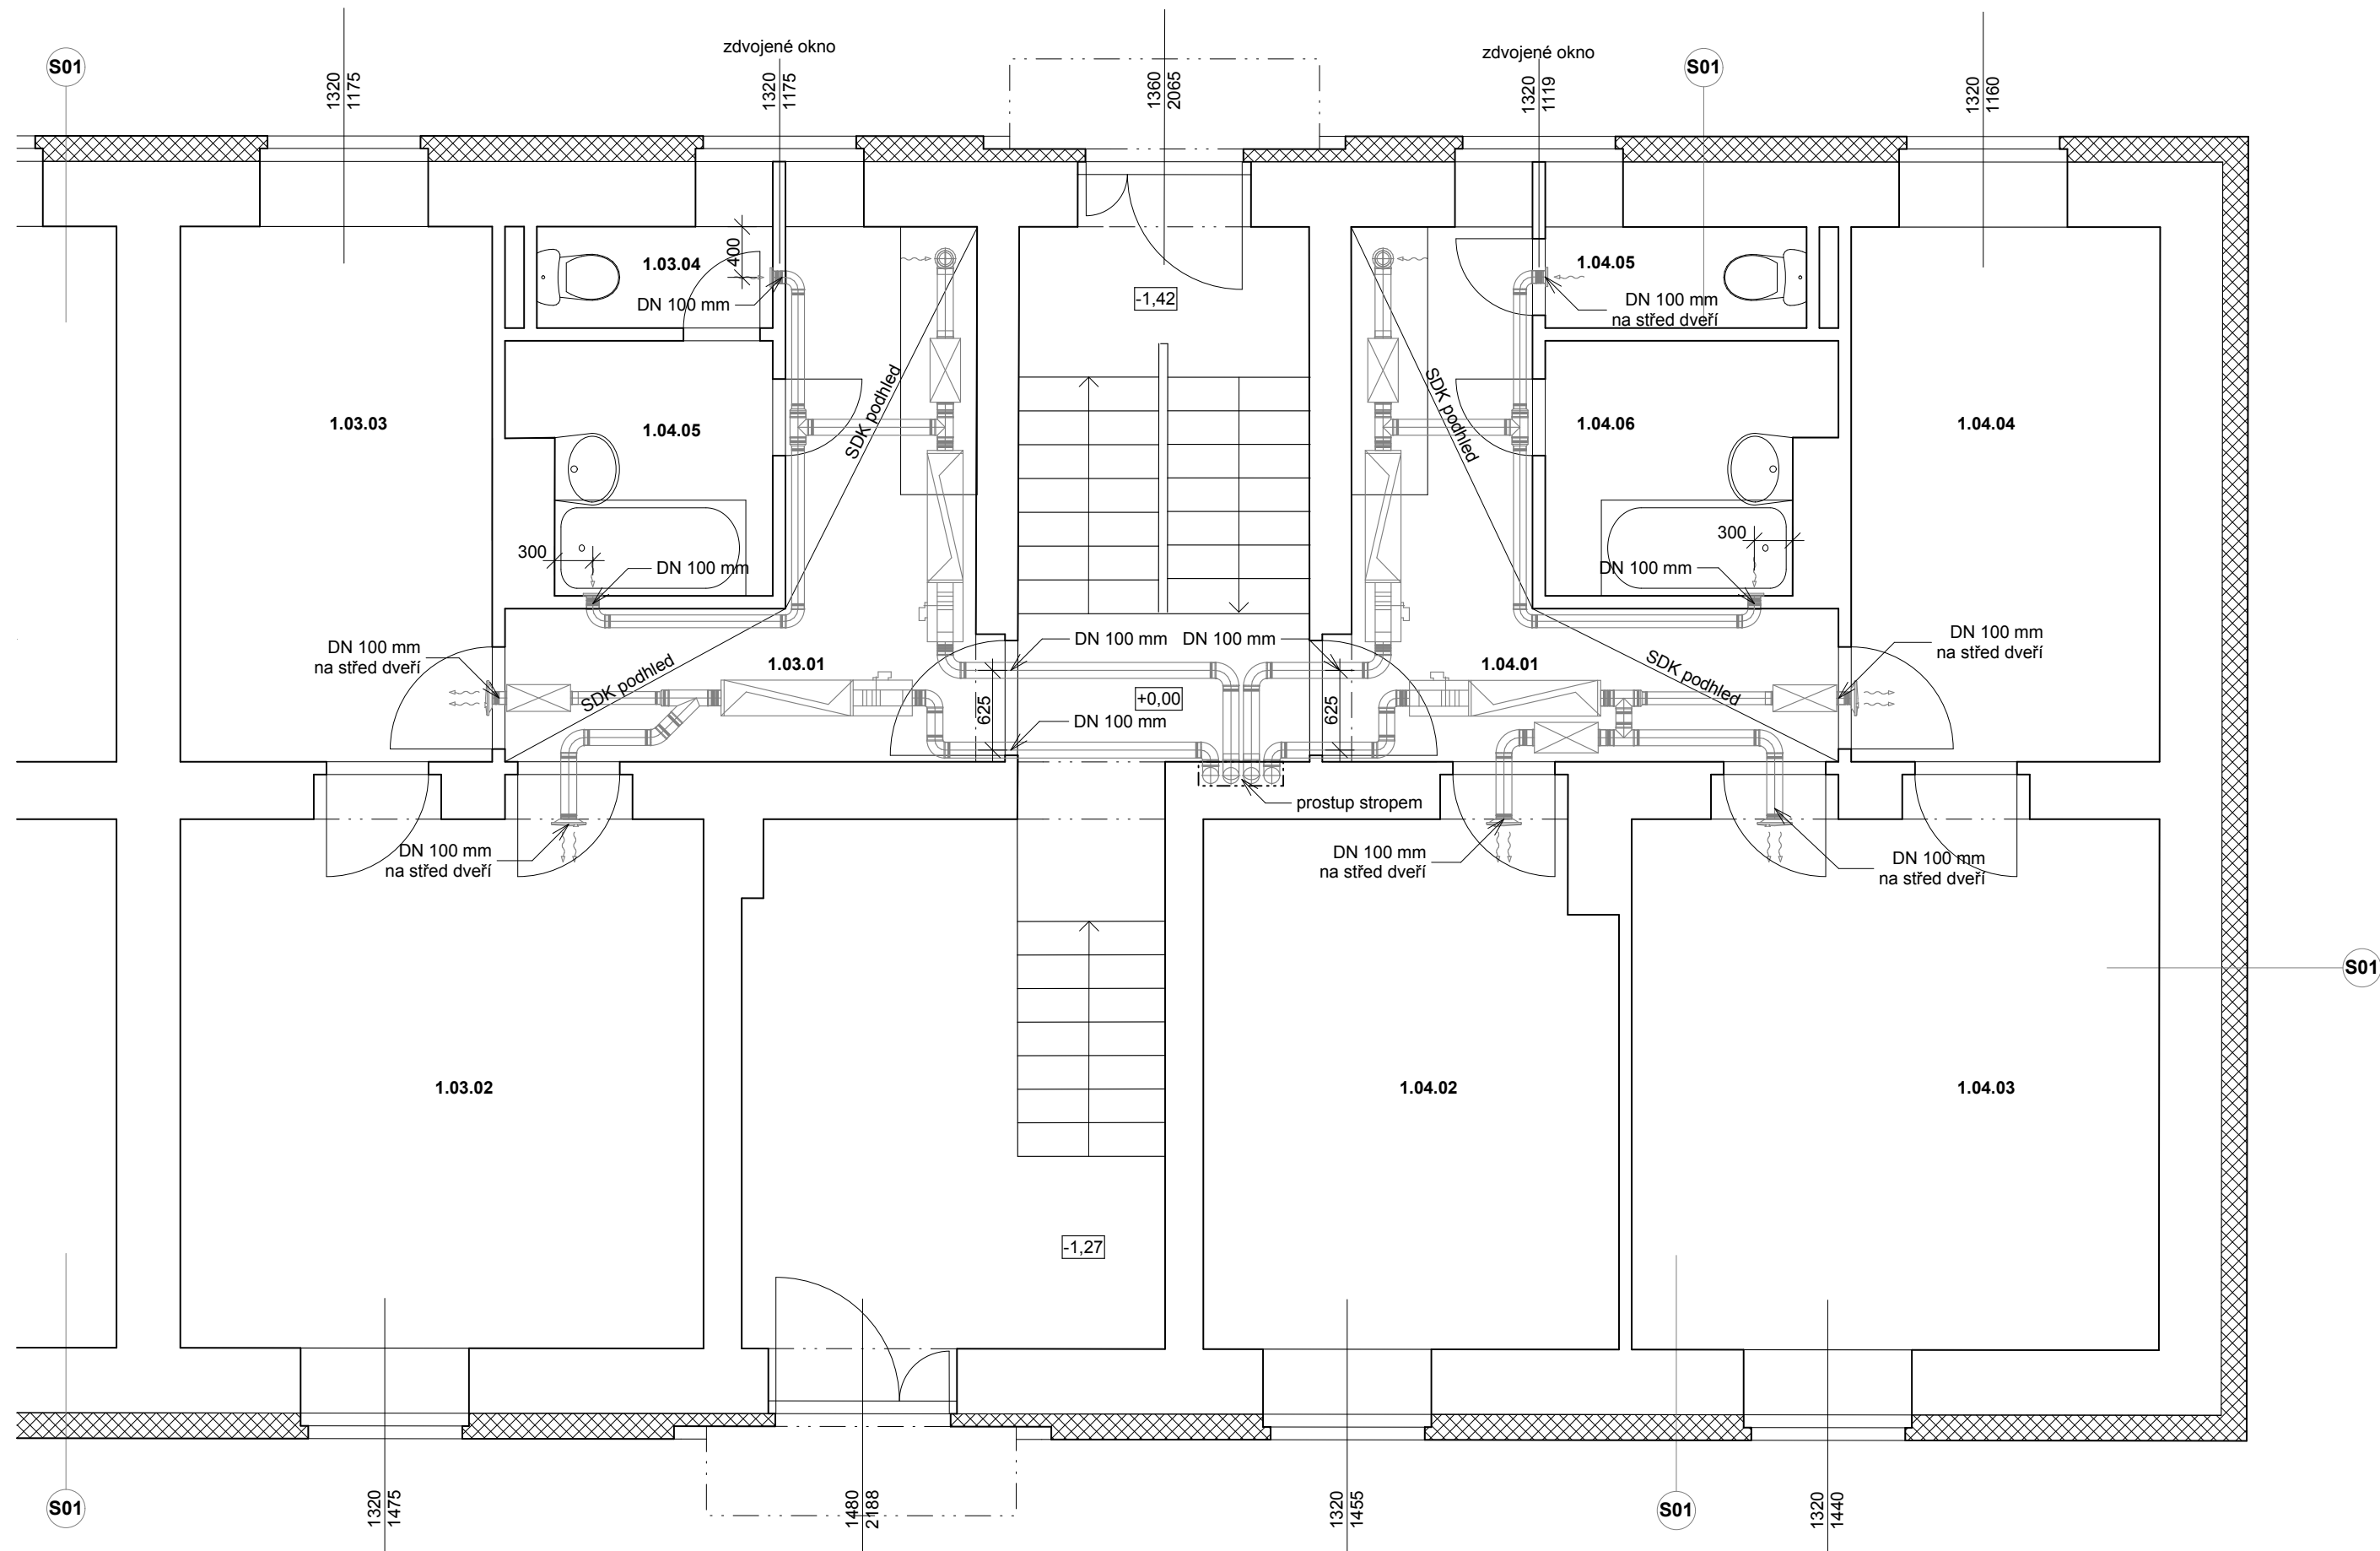 zdvojené okno
zdvojené okno
S01
1320
1175
1320
1175
1360
2065
1320
1119
S01
1320
1160
1.03.04
400
DN 100 mm
-1,42
1.04.05
DN 100 mm
na střed dveří
1.03.03
1.04.05
SDK podhled
SDK podhled
1.04.06
1.04.04
300
DN 100 mm
300
DN 100 mm
DN 100 mm
na střed dveří
SDK podhled
1.03.01
DN 100 mm
DN 100 mm
1.04.01
SDK podhled
DN 100 mm
na střed dveří
625
+0,00
625
DN 100 mm
prostup stropem
DN 100 mm
na střed dveří
DN 100 mm
na střed dveří
DN 100 mm
na střed dveří
S01
1.03.02
1.04.02
1.04.03
-1,27
S01
1320
1475
1480
2188
1320
1455
S01
1320
1440